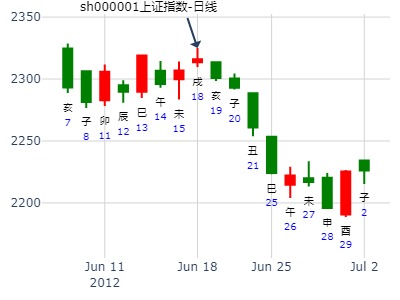 sh000001上证指数-日线
2350
2300
2250
2200
亥
7
子
8
卯
11
辰
12
巳
13
午
14
未
15
戌
18
亥
19
子
20
丑
21
巳
25
午
26
未
27
申
28
酉
29
子
2
Jun 11
2012
Jun 18
Jun 25
Jul 2